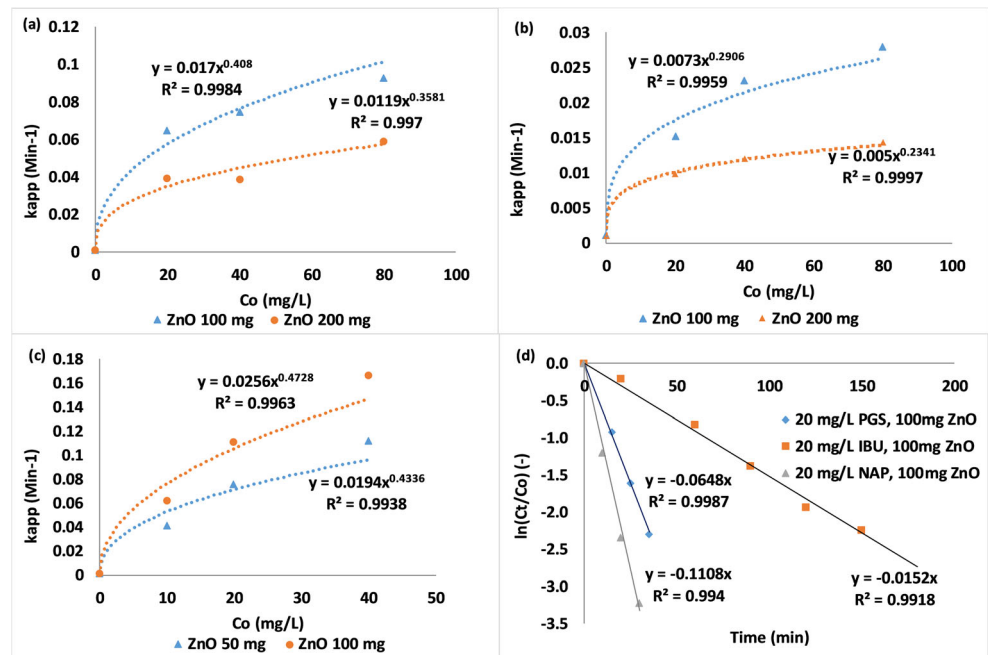 (a)
0.12
0.1
0.08
0.06
0.04
0.02
0
kapp (Min-1)
y = 0.017x^0.408
R² = 0.9984
y = 0.0119x^0.3581
R² = 0.997
0 20 40 60 80 100
Co (mg/L)
ZnO 100 mg ZnO 200 mg
(b)
0.03
0.025
0.02
0.015
0.01
0.005
0
kapp (Min-1)
y = 0.0073x^0.2906
R² = 0.9959
y = 0.005x^0.2341
R² = 0.9997
0 20 40 60 80 100
Co (mg/L)
ZnO 100 mg ZnO 200 mg
(c)
0.18
0.16
0.14
0.12
0.1
0.08
0.06
0.04
0.02
0
kapp (Min-1)
y = 0.0256x^0.4728
R² = 0.9963
y = 0.0194x^0.4336
R² = 0.9938
0 10 20 30 40 50
Co (mg/L)
ZnO 50 mg ZnO 100 mg
(d)
0.0
-0.5
-1.0
-1.5
-2.0
-2.5
-3.0
-3.5
ln(Ct/Co) (-)
0 50 100 150 200
20 mg/L PGS, 100mg ZnO
20 mg/L IBU, 100mg ZnO
20 mg/L NAP, 100mg ZnO
y = -0.0648x
R² = 0.9987
y = -0.1108x
R² = 0.994
y = -0.0152x
R² = 0.9918
Time (min)